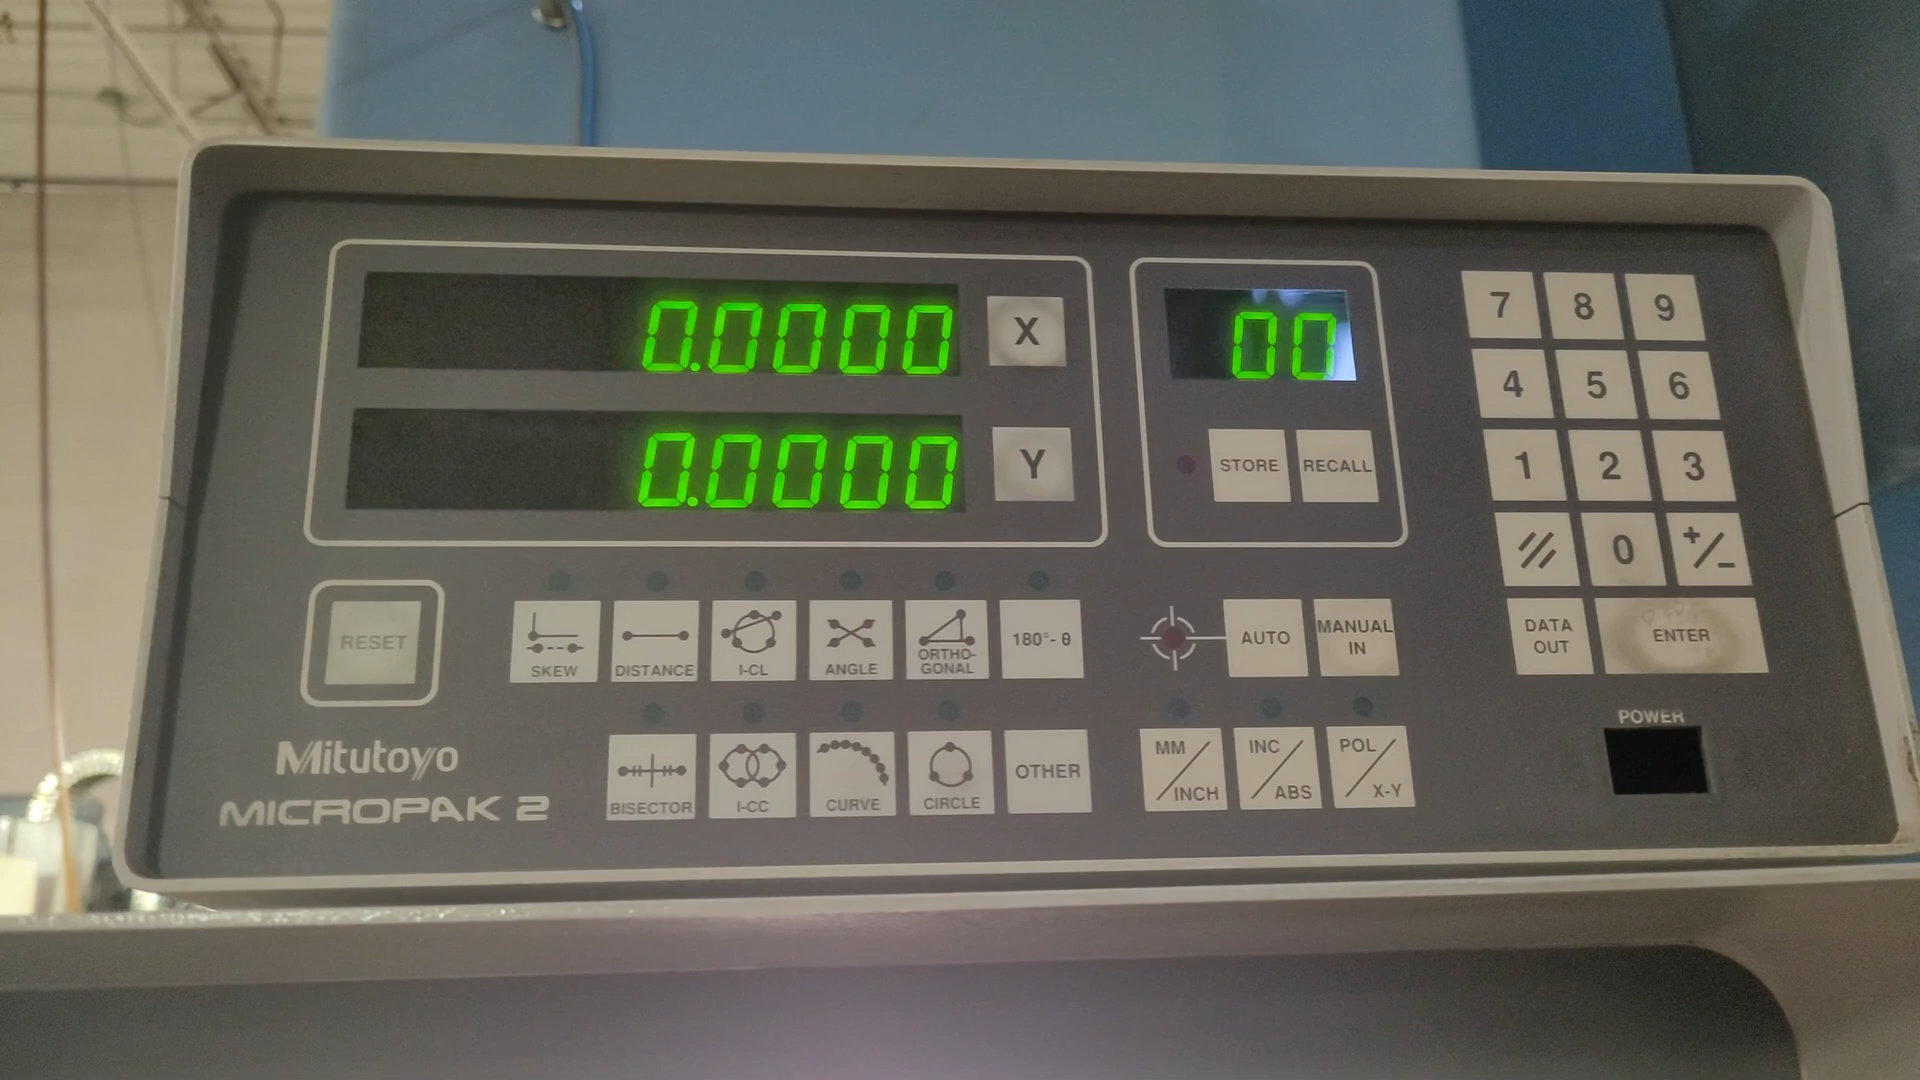 0.0000 X
0.0000 Y
00
STORE RECALL
7 8 9
4 5 6
1 2 3
0 +/-
DATA OUT ENTER
POWER
RESET
SKEW DISTANCE I-CL ANGLE ORTHO-GONAL 180°-θ
AUTO MANUAL IN
BISECTOR I-CC CURVE CIRCLE OTHER
MM/INCH INC/ABS POL/X-Y
Mitutoyo
MICROPAK 2